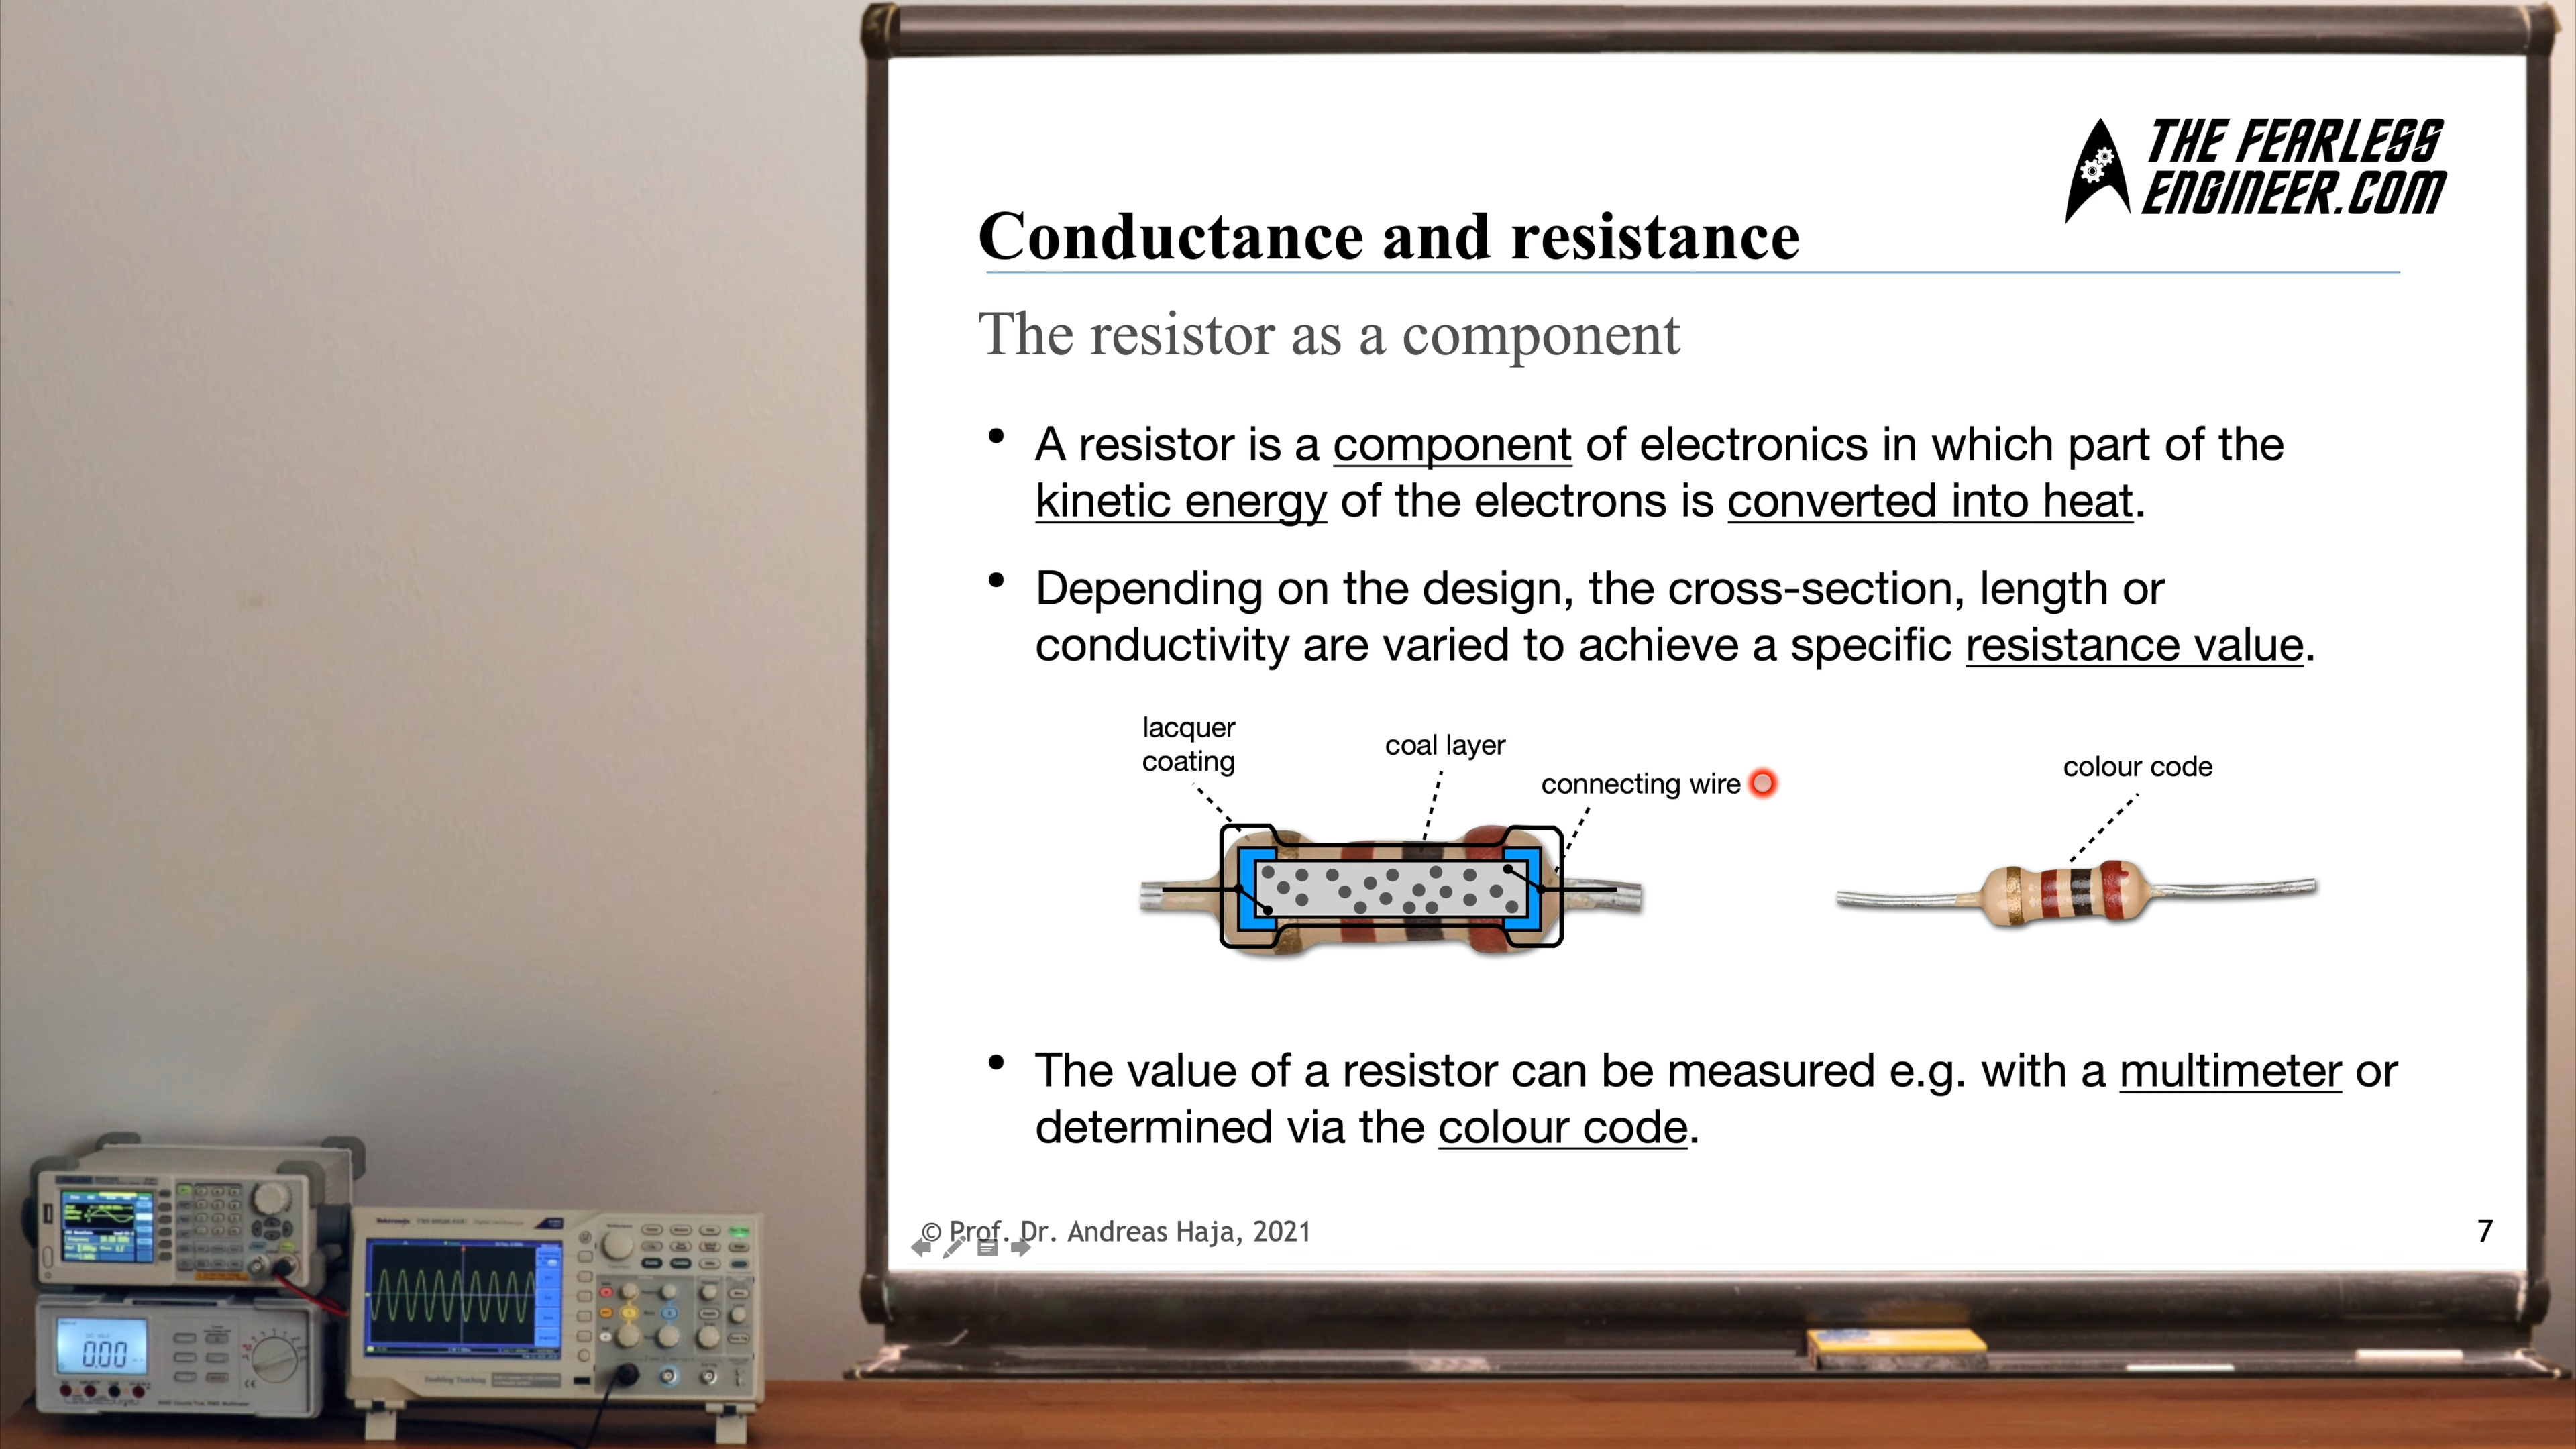 THE FEARLESS
ENGINEER.COM
Conductance and resistance
The resistor as a component
• A resistor is a component of electronics in which part of the
kinetic energy of the electrons is converted into heat.
• Depending on the design, the cross-section, length or
conductivity are varied to achieve a specific resistance value.
lacquer
coating
coal layer
connecting wire
colour code
• The value of a resistor can be measured e.g. with a multimeter or
determined via the colour code.
© Prof. Dr. Andreas Haja, 2021
7
Tektronix
0.00